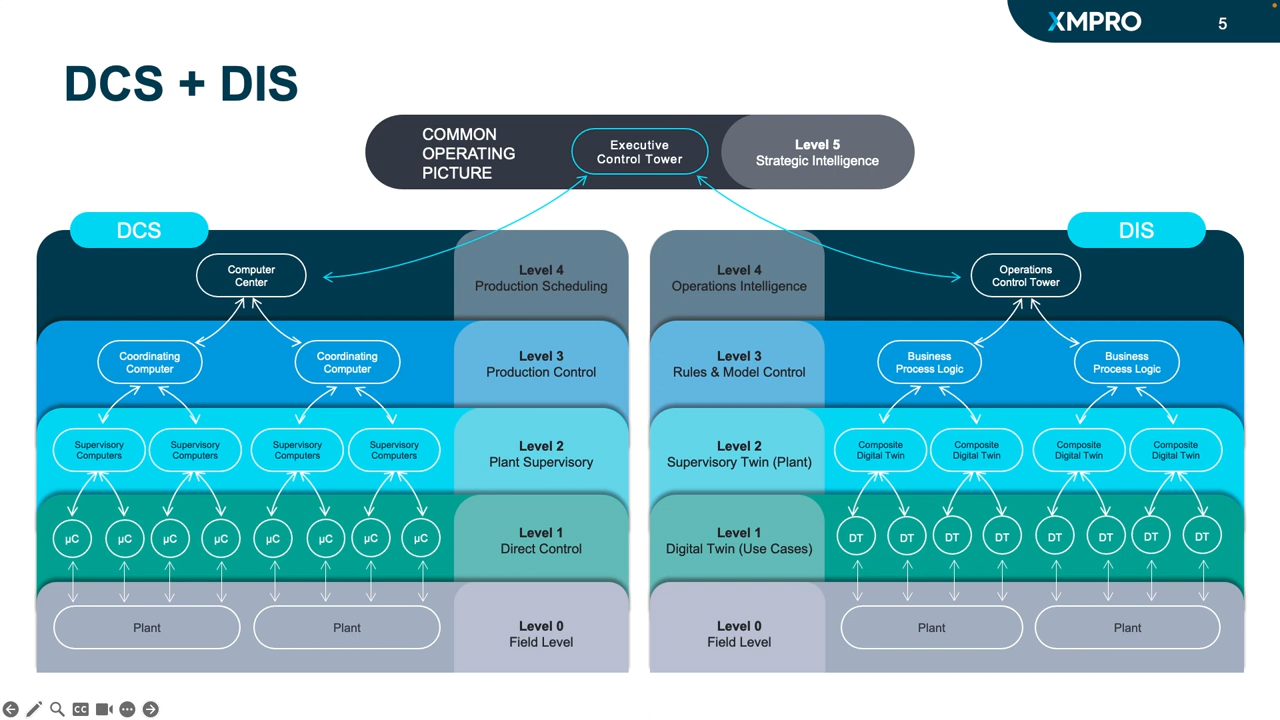 XMPRO
5
DCS + DIS
COMMON
OPERATING
PICTURE
Executive
Control Tower
Level 5
Strategic Intelligence
DCS
Computer
Center
Level 4
Production Scheduling
Coordinating
Computer
Coordinating
Computer
Level 3
Production Control
Supervisory
Computers
Supervisory
Computers
Supervisory
Computers
Supervisory
Computers
Level 2
Plant Supervisory
µC
µC
µC
µC
µC
µC
µC
µC
Level 1
Direct Control
Plant
Plant
Level 0
Field Level
DIS
Level 4
Operations Intelligence
Operations
Control Tower
Level 3
Rules & Model Control
Business
Process Logic
Business
Process Logic
Level 2
Supervisory Twin (Plant)
Composite
Digital Twin
Composite
Digital Twin
Composite
Digital Twin
Composite
Digital Twin
Level 1
Digital Twin (Use Cases)
DT
DT
DT
DT
DT
DT
DT
DT
Level 0
Field Level
Plant
Plant
CC